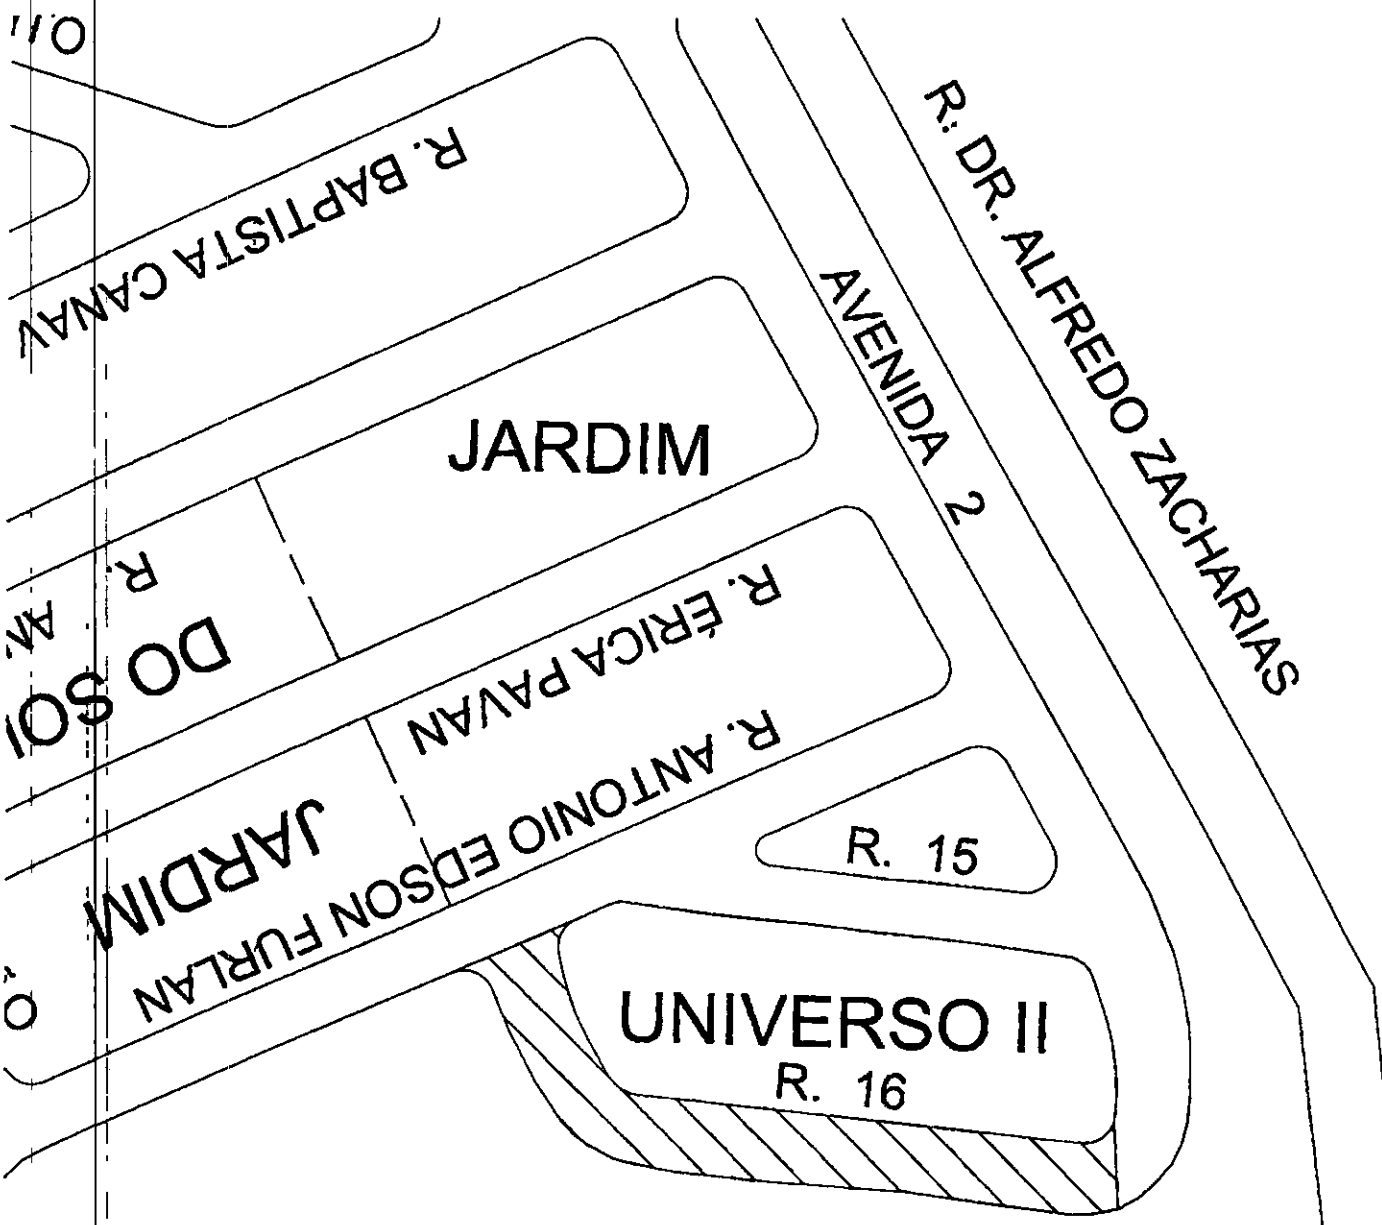 R. DR. ALFREDO ZACHARIAS
R. BAPTISTA CANAV
AVENIDA 2
JARDIM
R.
DO SOL
R. ÉRICA PAVAN
R. ANTONIO EDSON FURLAN
JARDIM
R. 15
UNIVERSO II
R. 16